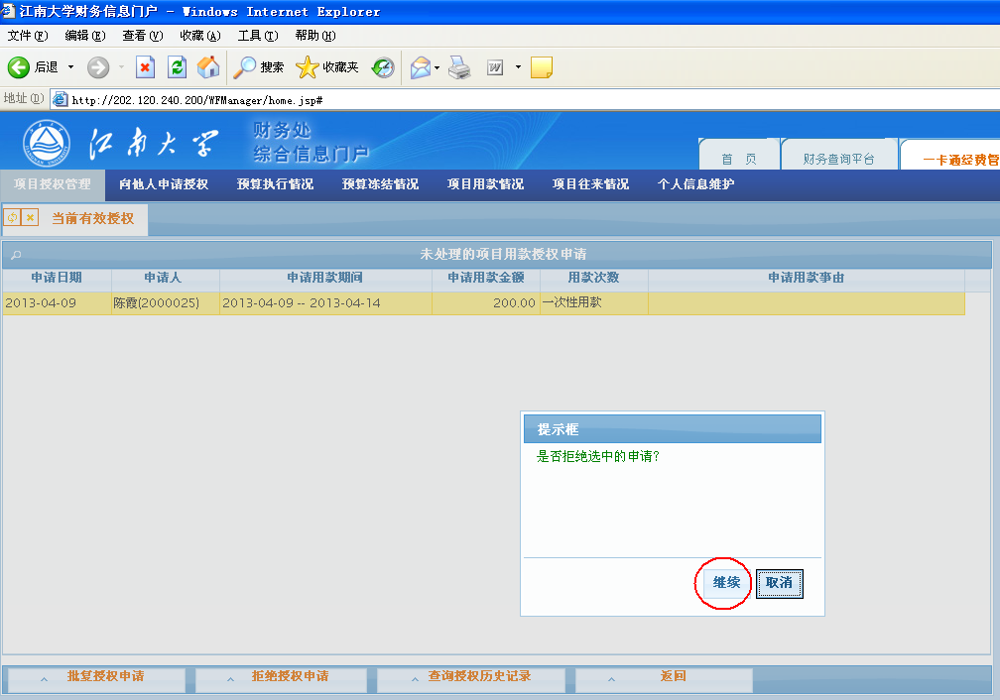 江南大学财务信息门户 - Windows Internet Explorer
文件(F) 编辑(E) 查看(V) 收藏(A) 工具(T) 帮助(H)
后退 搜索 收藏夹
地址(D) http://202.120.240.200/WFManager/home.jsp#
江南大学 财务处
综合信息门户
首 页 财务查询平台 一卡通经费管
项目授权管理 向他人申请授权 预算执行情况 预算冻结情况 项目用款情况 项目往来情况 个人信息维护
当前有效授权
未处理的项目用款授权申请
申请日期 申请人 申请用款期间 申请用款金额 用款次数 申请用款事由
2013-04-09 陈霞(2000025) 2013-04-09 -- 2013-04-14 200.00 一次性用款
提示框
是否拒绝选中的申请?
继续 取消
批复授权申请 拒绝授权申请 查询授权历史记录 返回